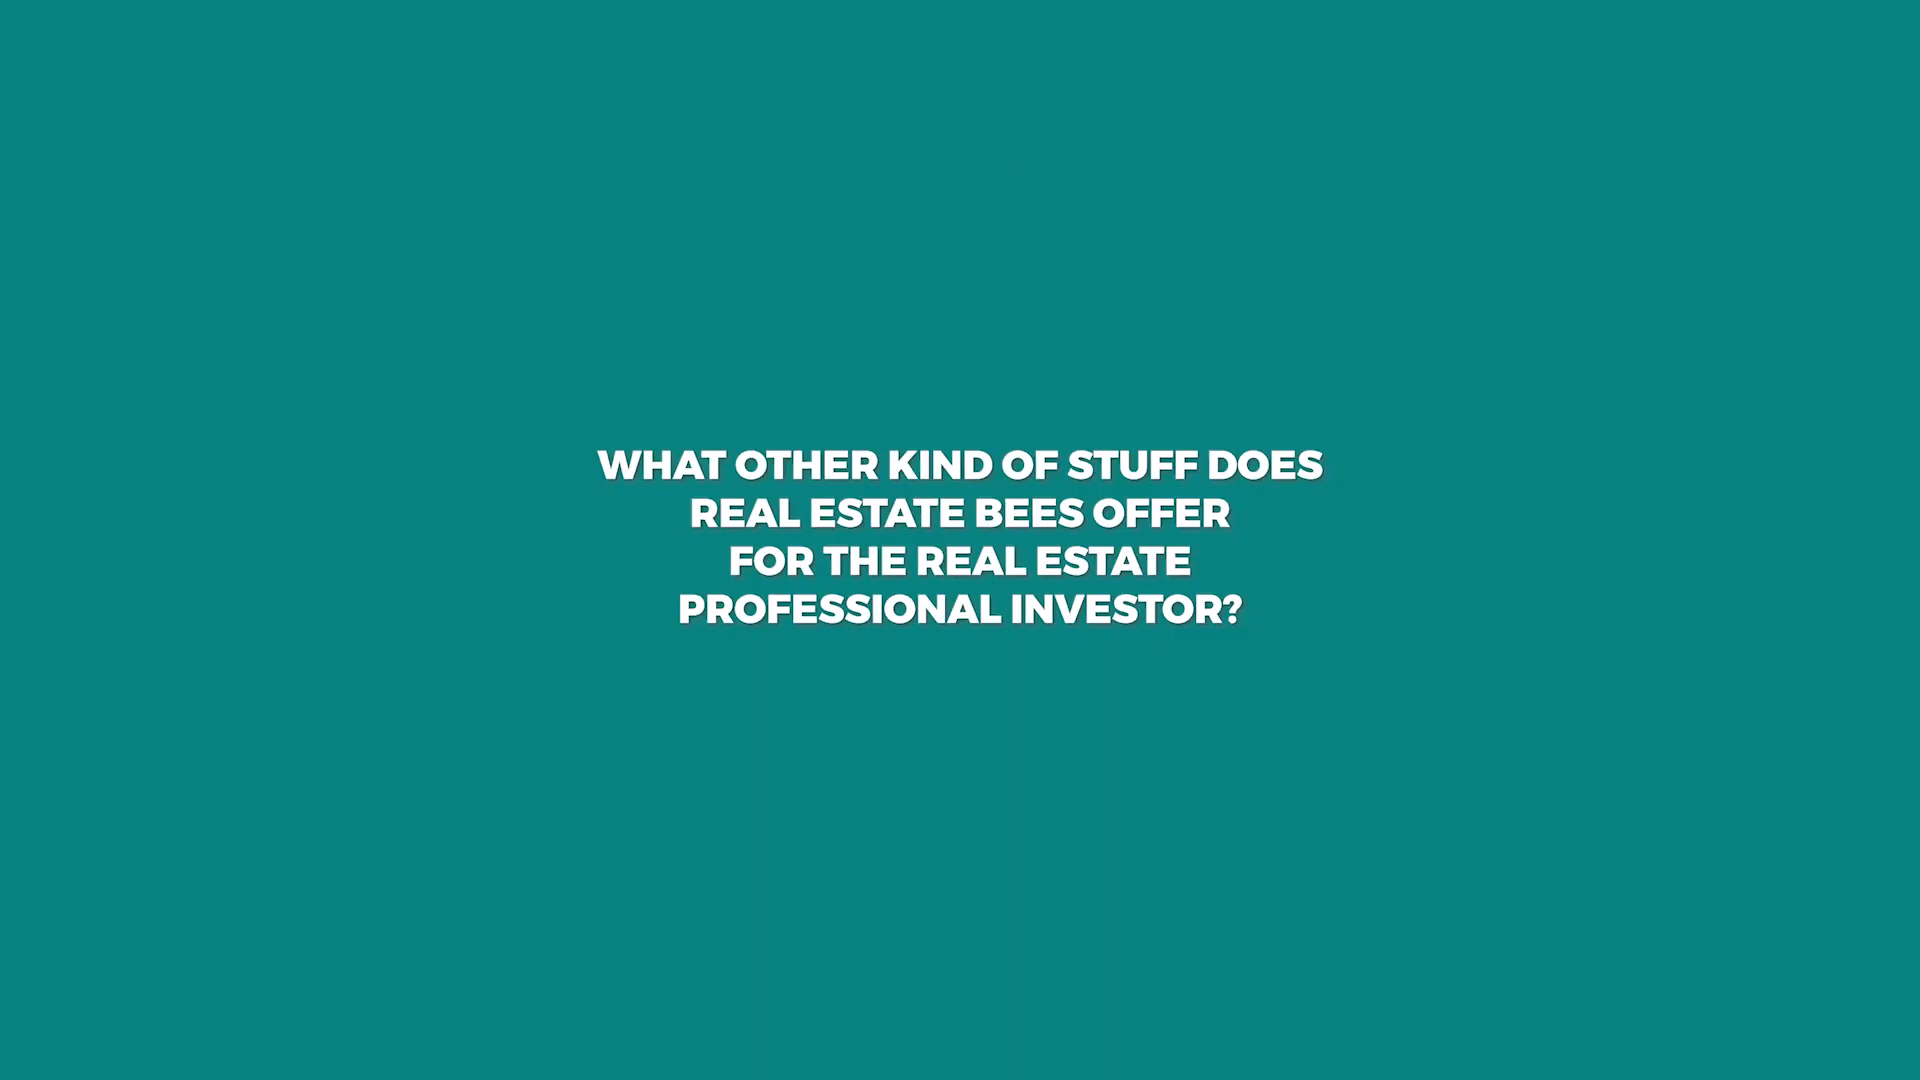 WHAT OTHER KIND OF STUFF DOES
REAL ESTATE BEES OFFER
FOR THE REAL ESTATE
PROFESSIONAL INVESTOR?